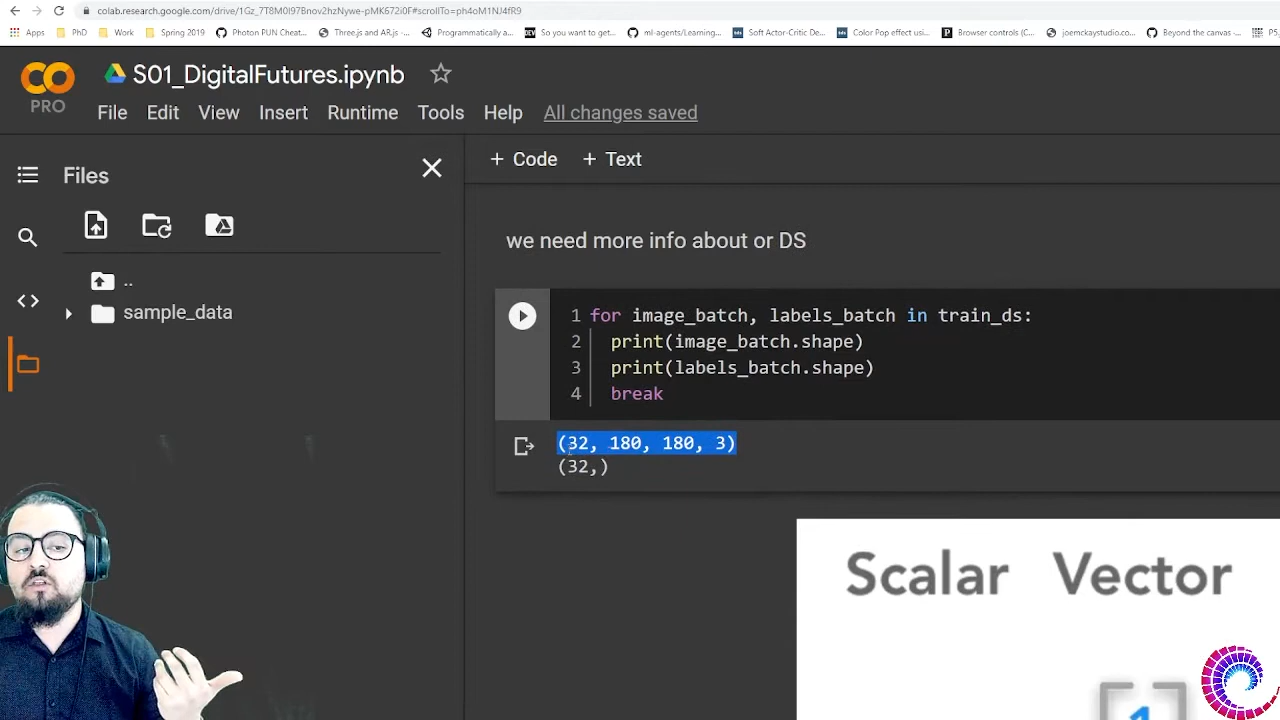 colab.research.google.com/drive/1Gz_7T8M0I97Bnov2hzNywe-pMK672i0F#scrollTo=ph4oM1NJ4fR9
Apps PhD Work Spring 2019 Photon PUN Cheat... Three.js and AR.js -... Programmatically a... So you want to get... ml-agents/Learning... Soft Actor-Critic De... Color Pop effect usi... Browser controls (C... joemckaystudio.co... Beyond the canvas -...
S01_DigitalFutures.ipynb
PRO
File Edit View Insert Runtime Tools Help All changes saved
Files
+ Code + Text
..
sample_data
we need more info about or DS
1 for image_batch, labels_batch in train_ds:
2 print(image_batch.shape)
3 print(labels_batch.shape)
4 break
(32, 180, 180, 3)
(32,)
Scalar Vector